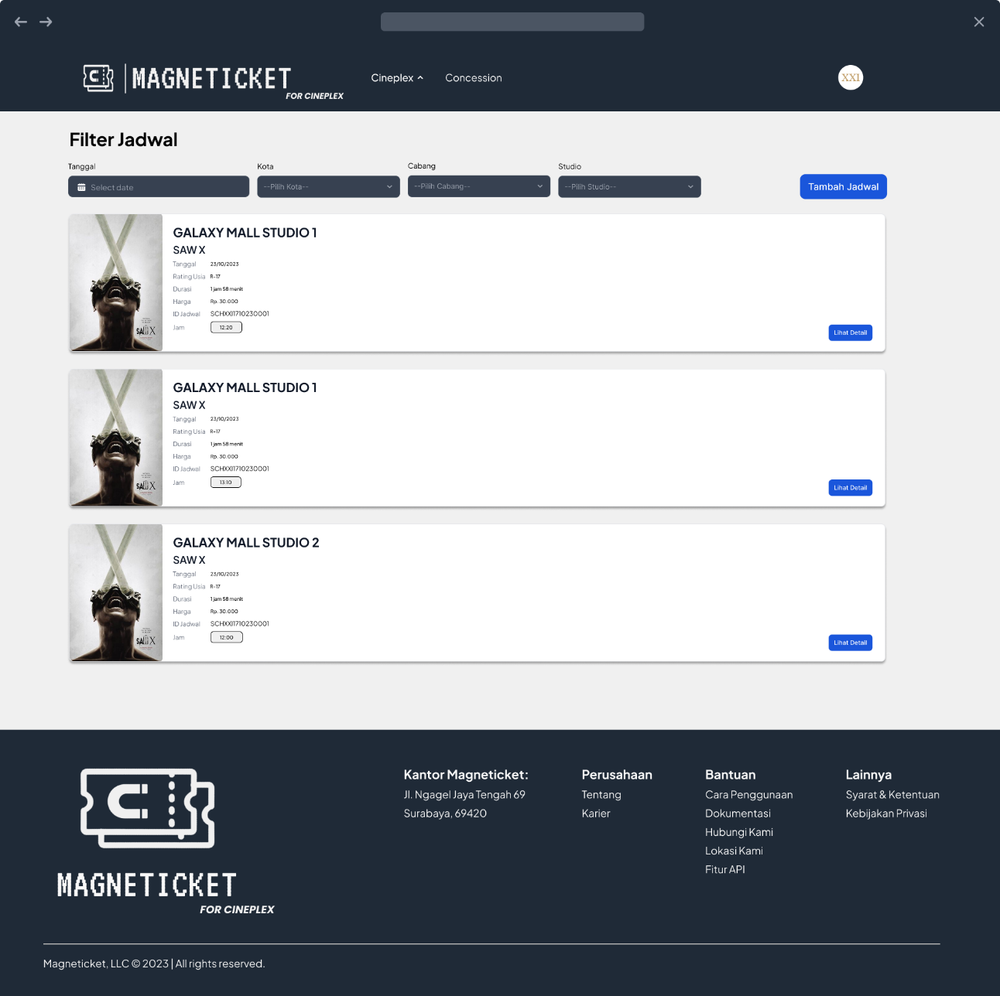 MAGNETICKET
FOR CINEPLEX
Cineplex
Concession
XXI
Filter Jadwal
Tanggal
Kota
Cabang
Studio
Select date
--Pilih Kota--
--Pilih Cabang--
--Pilih Studio--
Tambah Jadwal
GALAXY MALL STUDIO 1
SAW X
Tanggal 23/10/2023
Rating Usia R-17
Durasi 1 jam 58 menit
Harga Rp. 30.000
ID Jadwal SCHXXI1710230001
Jam 12:20
SAW X
Lihat Detail
GALAXY MALL STUDIO 1
SAW X
Tanggal 23/10/2023
Rating Usia R-17
Durasi 1 jam 58 menit
Harga Rp. 30.000
ID Jadwal SCHXXI1710230001
Jam 13:10
SAW X
Lihat Detail
GALAXY MALL STUDIO 2
SAW X
Tanggal 23/10/2023
Rating Usia R-17
Durasi 1 jam 58 menit
Harga Rp. 30.000
ID Jadwal SCHXXI1710230001
Jam 12:00
SAW X
Lihat Detail
MAGNETICKET
FOR CINEPLEX
Kantor Magneticket:
Jl. Ngagel Jaya Tengah 69
Surabaya, 69420
Perusahaan
Tentang
Karier
Bantuan
Cara Penggunaan
Dokumentasi
Hubungi Kami
Lokasi Kami
Fitur API
Lainnya
Syarat & Ketentuan
Kebijakan Privasi
Magneticket, LLC © 2023 | All rights reserved.